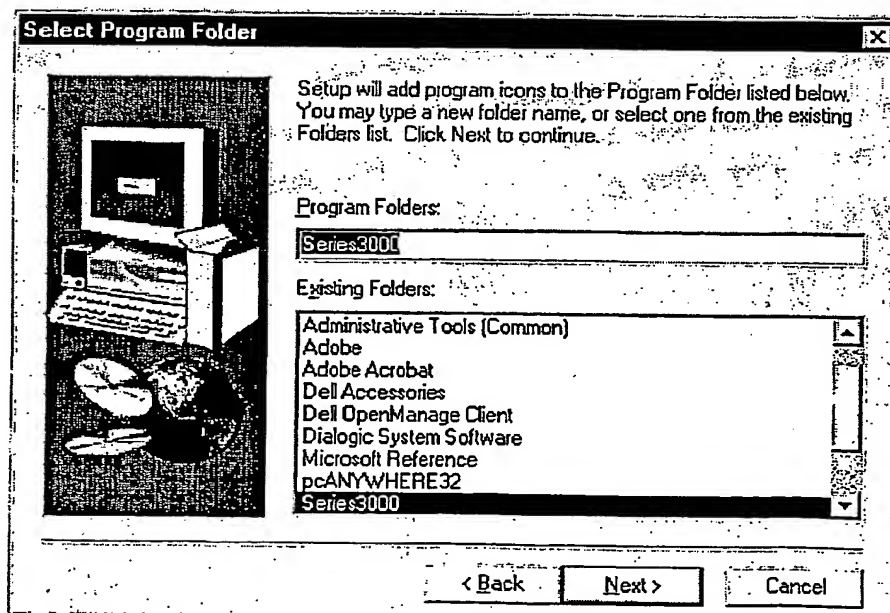 Select Program Folder
Setup will add program icons to the Program Folder listed below.
You may type a new folder name, or select one from the existing
Folders list. Click Next to continue.
Program Folders:
Series3000
Existing Folders:
Administrative Tools (Common)
Adobe
Adobe Acrobat
Dell Accessories
Dell OpenManage Client
Dialogic System Software
Microsoft Reference
pcANYWHERE32
Series3000
< Back
Next >
Cancel